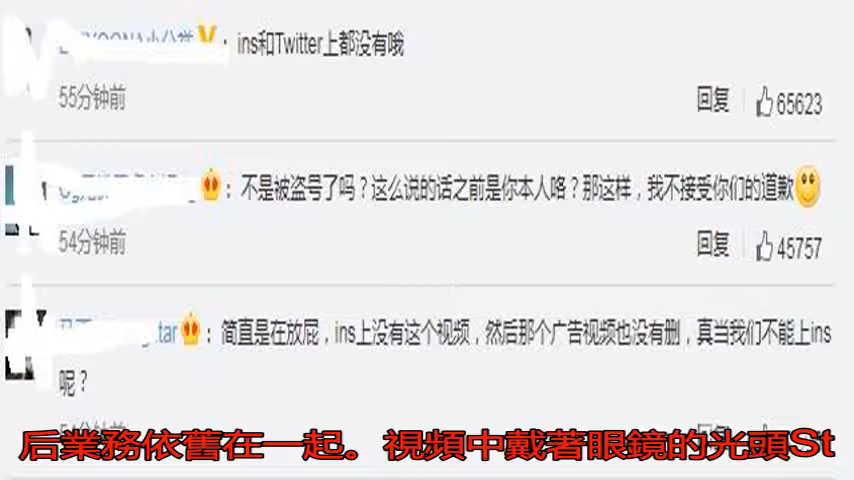 : ins和Twitter上都没有哦
55分钟前
回复 65623
: 不是被盗号了吗？这么说的话之前是你本人咯？那这样，我不接受你们的道歉
54分钟前
回复 45757
tar : 简直是在放屁，ins上没有这个视频，然后那个广告视频也没有删，真当我们不能上ins
呢？
后業務依舊在一起。視頻中戴著眼鏡的光頭St